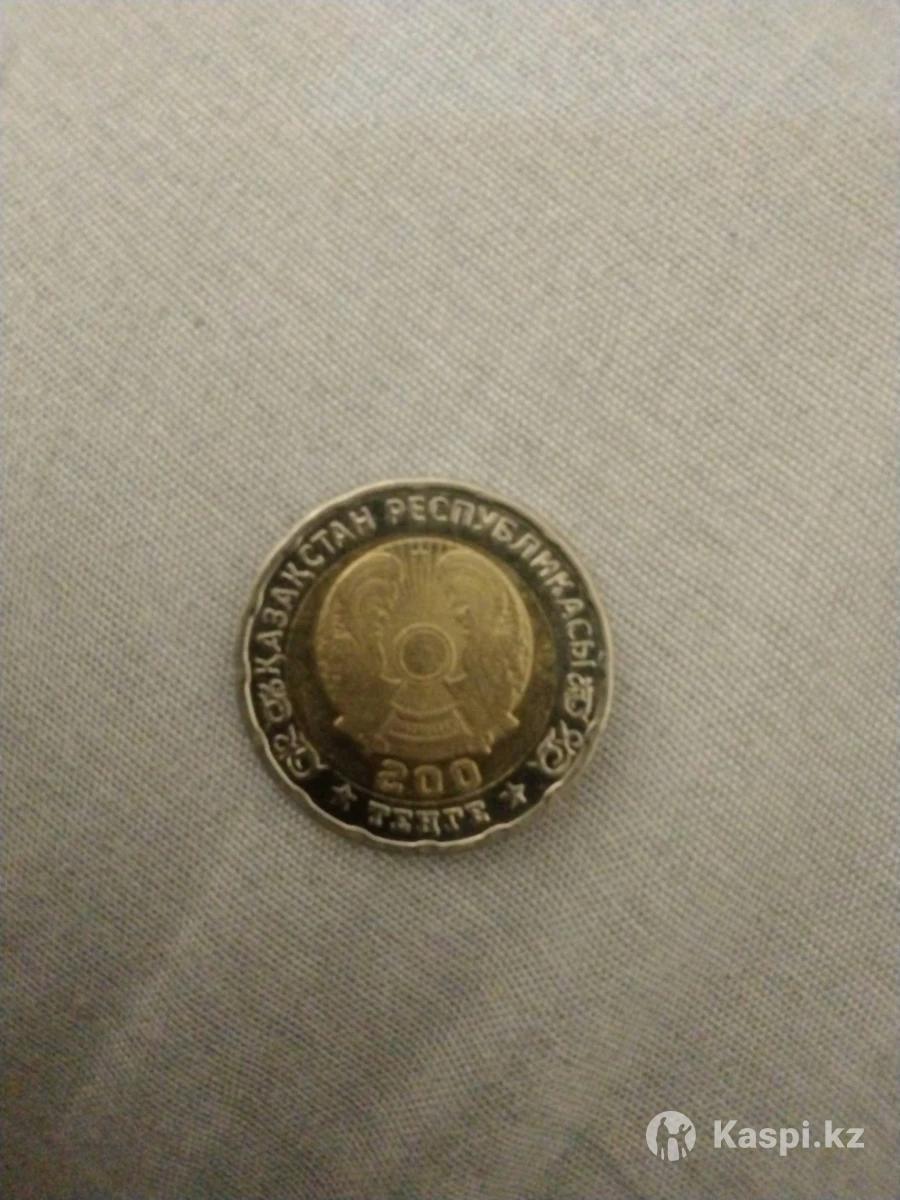 ҚАЗАҚСТАН РЕСПУБЛИКАСЫ
200
ТЕҢГЕ
Kaspi.kz